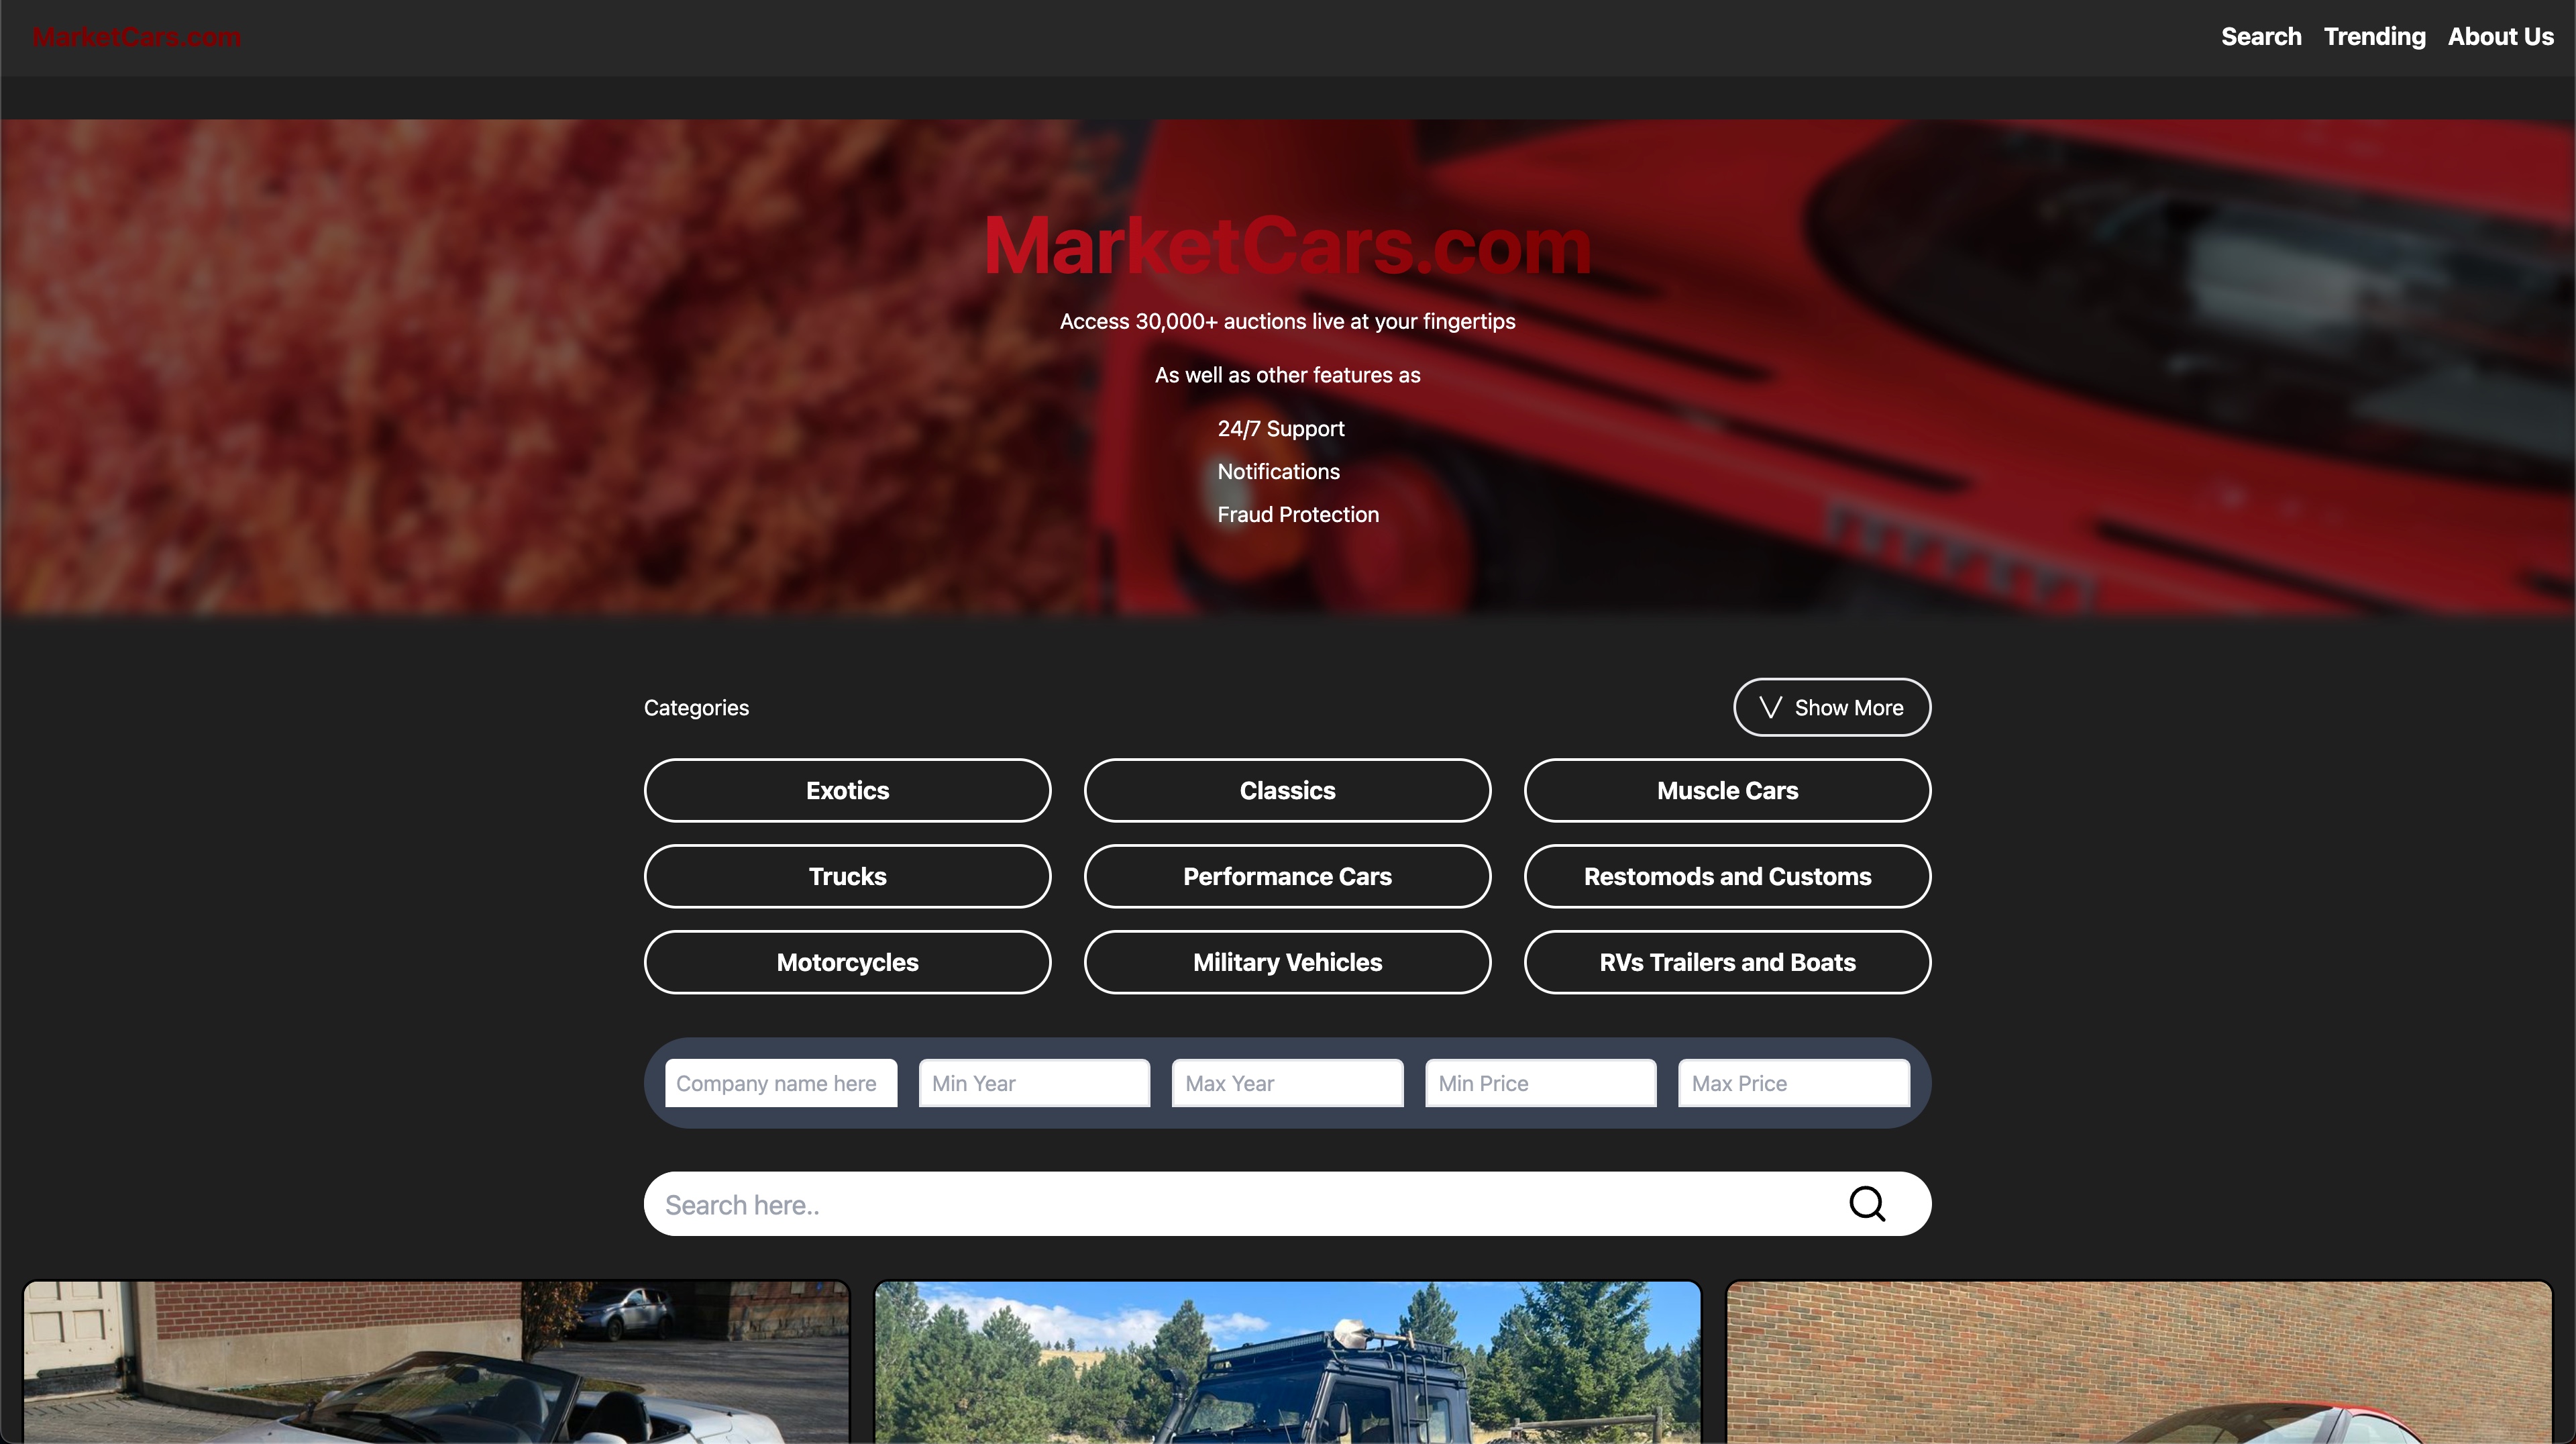 MarketCars.com
Search Trending About Us
MarketCars.com
Access 30,000+ auctions live at your fingertips
As well as other features as
24/7 Support
Notifications
Fraud Protection
Categories
Show More
Exotics Classics Muscle Cars
Trucks Performance Cars Restomods and Customs
Motorcycles Military Vehicles RVs Trailers and Boats
Company name here Min Year Max Year Min Price Max Price
Search here..